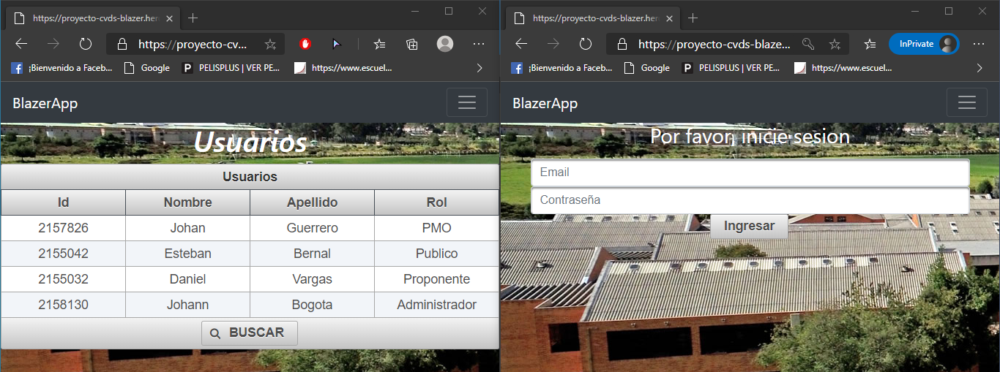 https://proyecto-cvds-blazer.her
https://proyecto-cv...
¡Bienvenido a Faceb...
Google
PELISPLUS | VER PE...
https://www.escuel...
BlazerApp
Usuarios
Usuarios
Id Nombre Apellido Rol
2157826 Johan Guerrero PMO
2155042 Esteban Bernal Publico
2155032 Daniel Vargas Proponente
2158130 Johann Bogota Administrador
BUSCAR
https://proyecto-cvds-blazer.her
https://proyecto-cvds-blaze...
InPrivate
¡Bienvenido a Faceb...
Google
PELISPLUS | VER PE...
https://www.escuel...
BlazerApp
Por favor, inicie sesion
Email
Contraseña
Ingresar